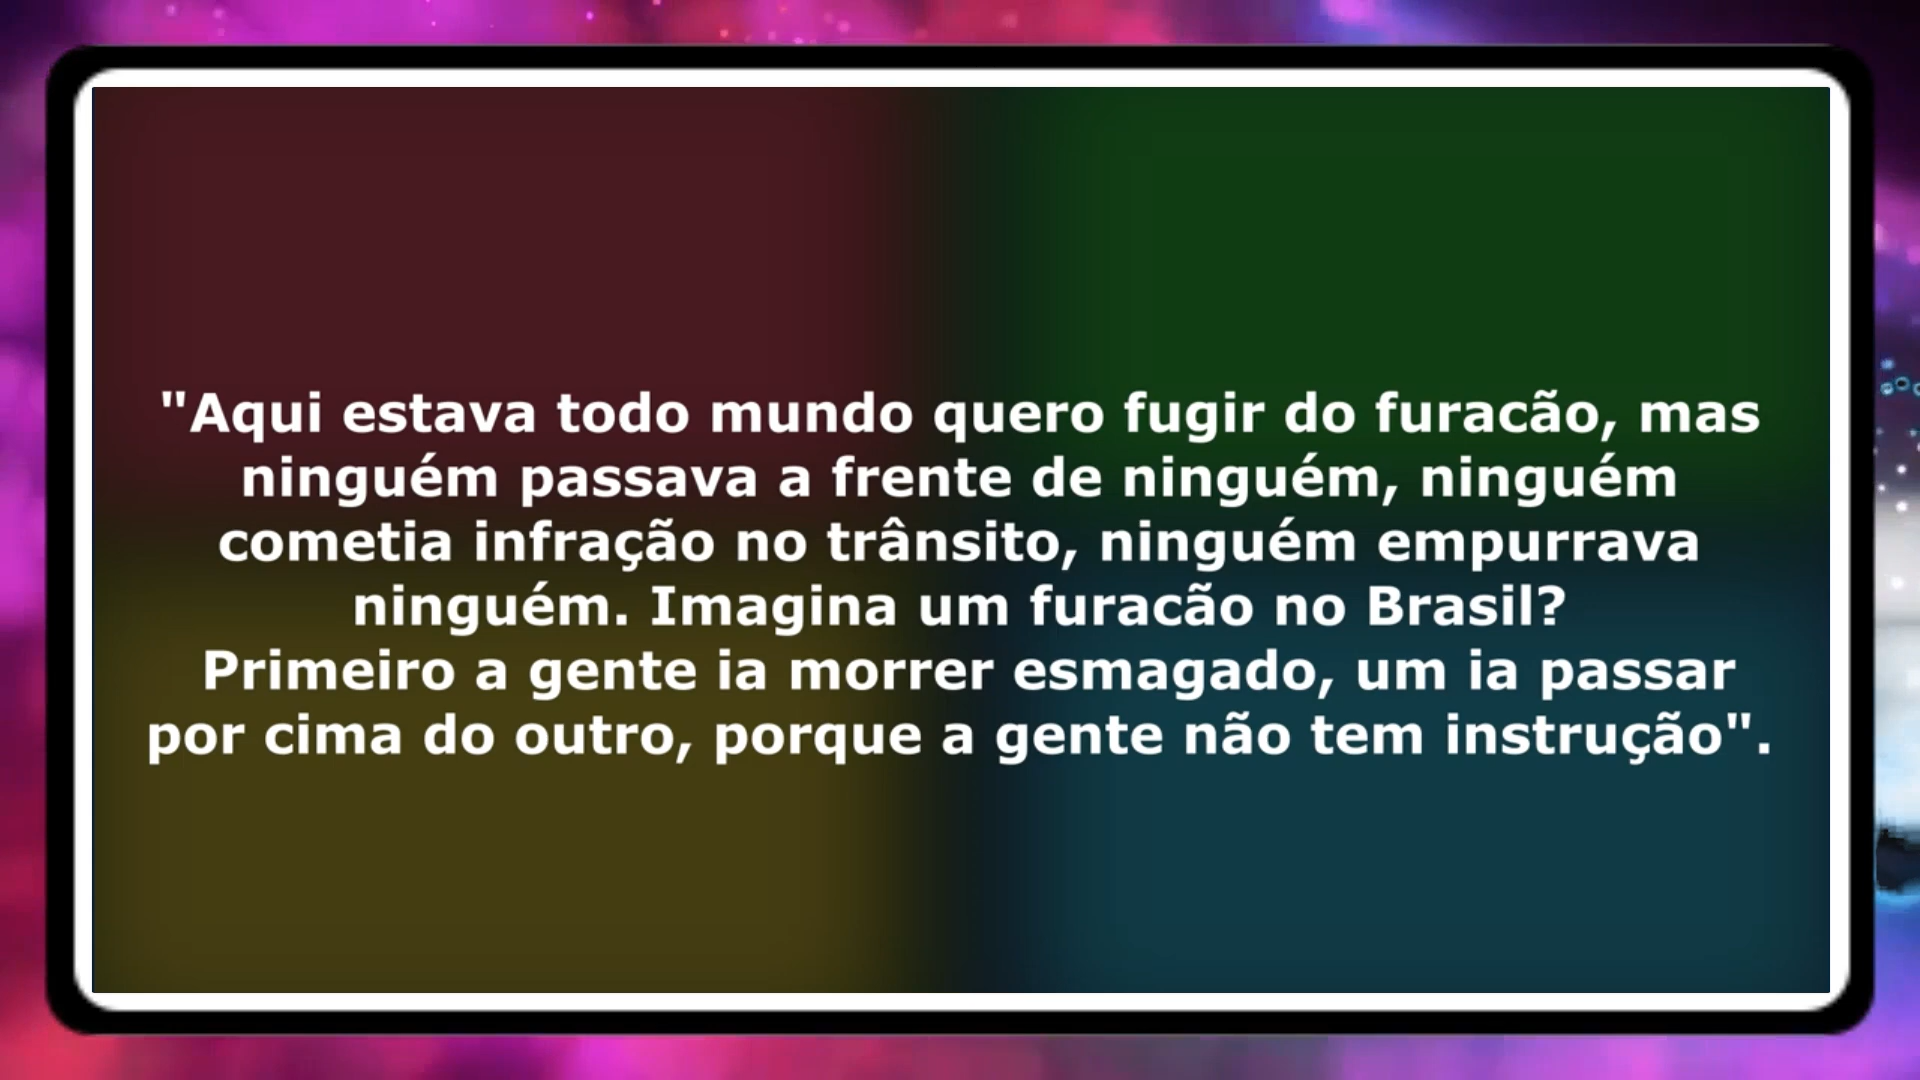 "Aqui estava todo mundo quero fugir do furacão, mas
ninguém passava a frente de ninguém, ninguém
cometia infração no trânsito, ninguém empurrava
ninguém. Imagina um furacão no Brasil?
Primeiro a gente ia morrer esmagado, um ia passar
por cima do outro, porque a gente não tem instrução".